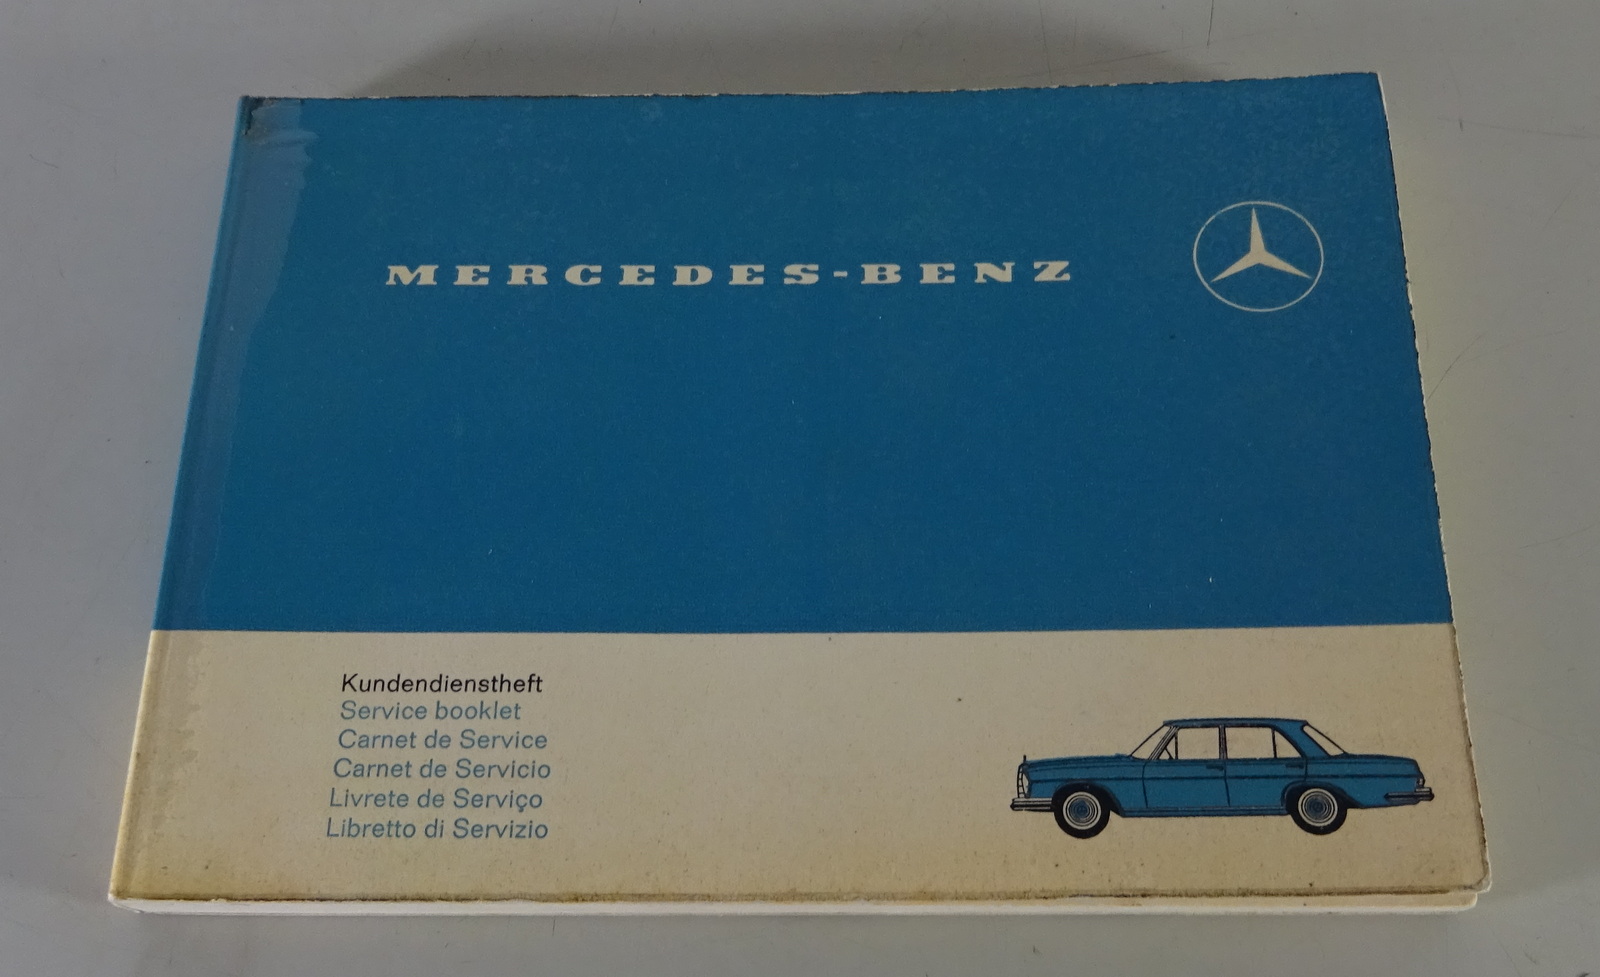 MERCEDES-BENZ
Kundendienstheft
Service booklet
Carnet de Service
Carnet de Servicio
Livrete de Serviço
Libretto di Servizio